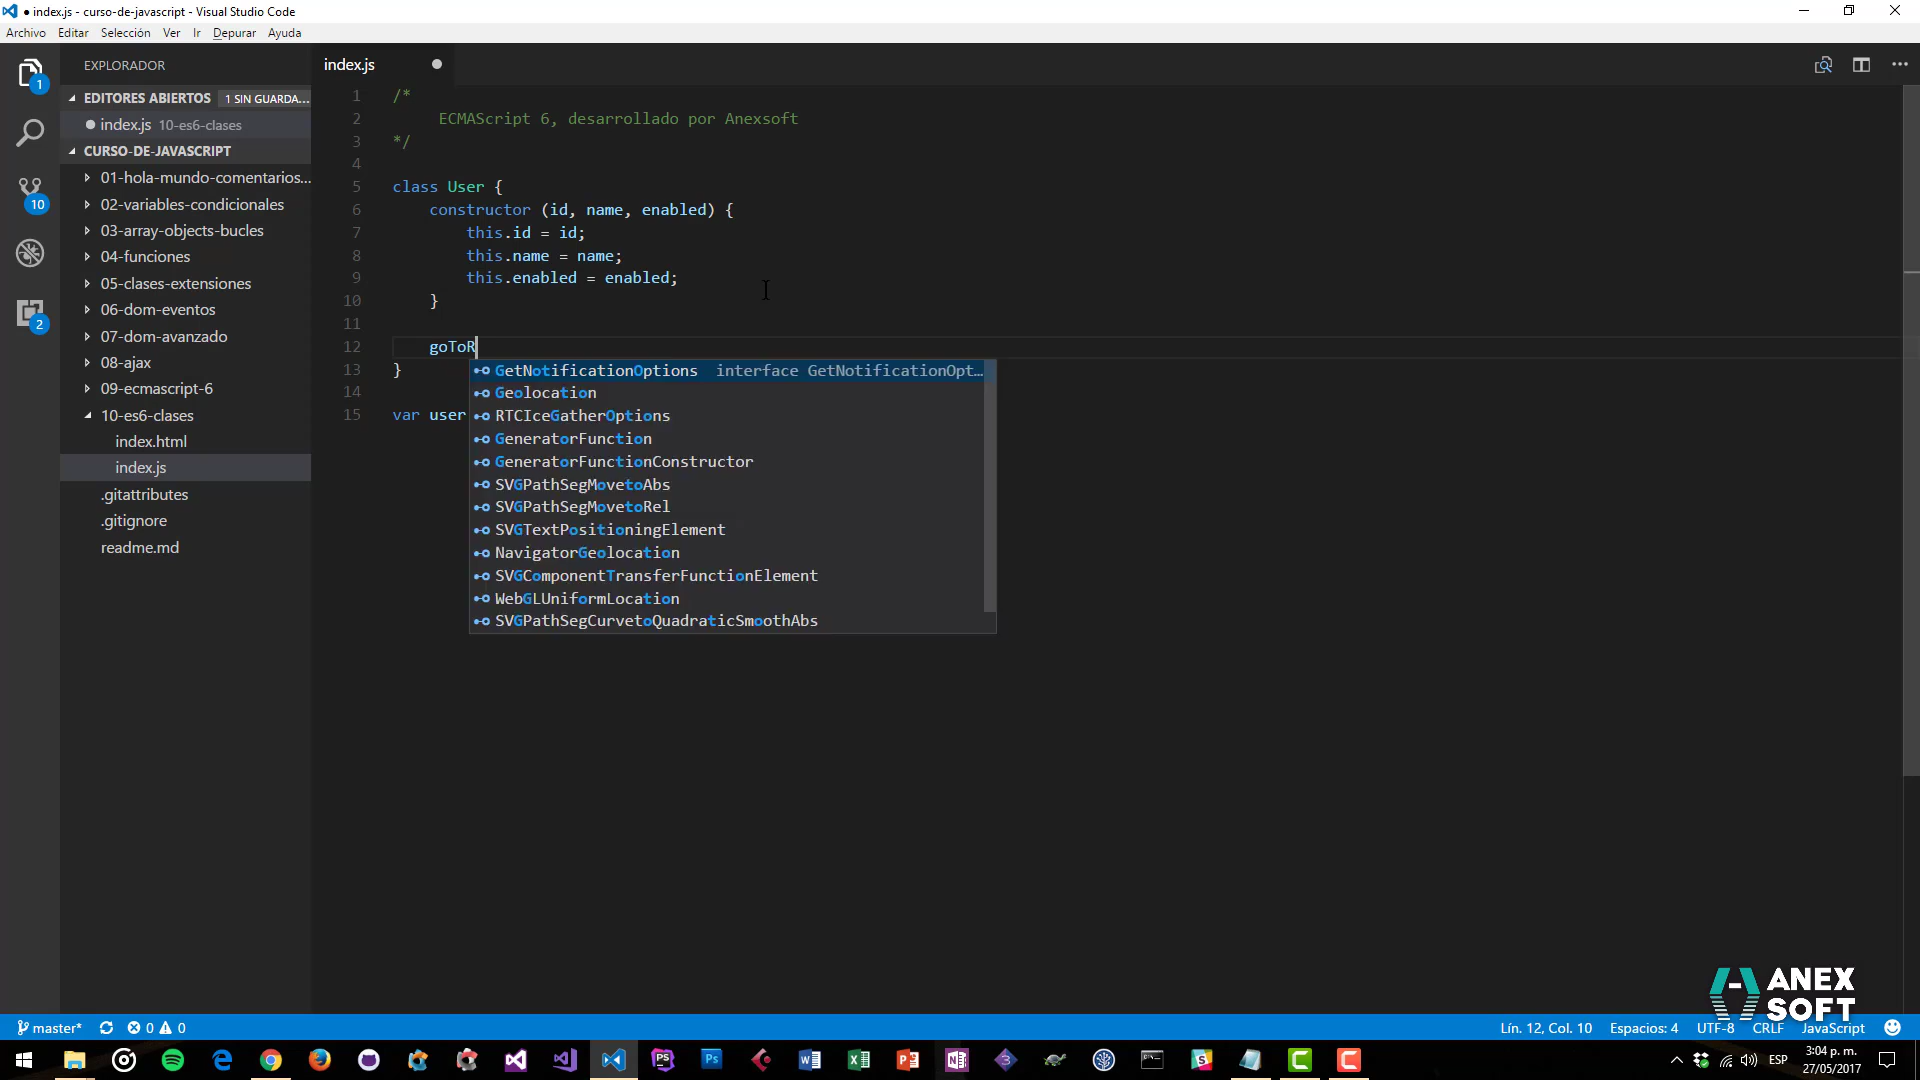 index.js - curso-de-javascript - Visual Studio Code
Archivo Editar Selección Ver Ir Depurar Ayuda
EXPLORADOR
EDITORES ABIERTOS 1 SIN GUARDA...
index.js 10-es6-clases
CURSO-DE-JAVASCRIPT
01-hola-mundo-comentarios...
02-variables-condicionales
03-array-objects-bucles
04-funciones
05-clases-extensiones
06-dom-eventos
07-dom-avanzado
08-ajax
09-ecmascript-6
10-es6-clases
index.html
index.js
.gitattributes
.gitignore
readme.md
1
10
2
index.js
1 /*
2 ECMAScript 6, desarrollado por Anexsoft
3 */
4
5 class User {
6 constructor (id, name, enabled) {
7 this.id = id;
8 this.name = name;
9 this.enabled = enabled;
10 }
11
12 goToR
13 }
14
15 var user
GetNotificationOptions interface GetNotificationOpt...
Geolocation
RTCIceGatherOptions
GeneratorFunction
GeneratorFunctionConstructor
SVGPathSegMovetoAbs
SVGPathSegMovetoRel
SVGTextPositioningElement
NavigatorGeolocation
SVGComponentTransferFunctionElement
WebGLUniformLocation
SVGPathSegCurvetoQuadraticSmoothAbs
ANEX
SOFT
master* 0 0 Lín. 12, Col. 10 Espacios: 4 UTF-8 CRLF JavaScript
ESP 3:04 p. m.
27/05/2017